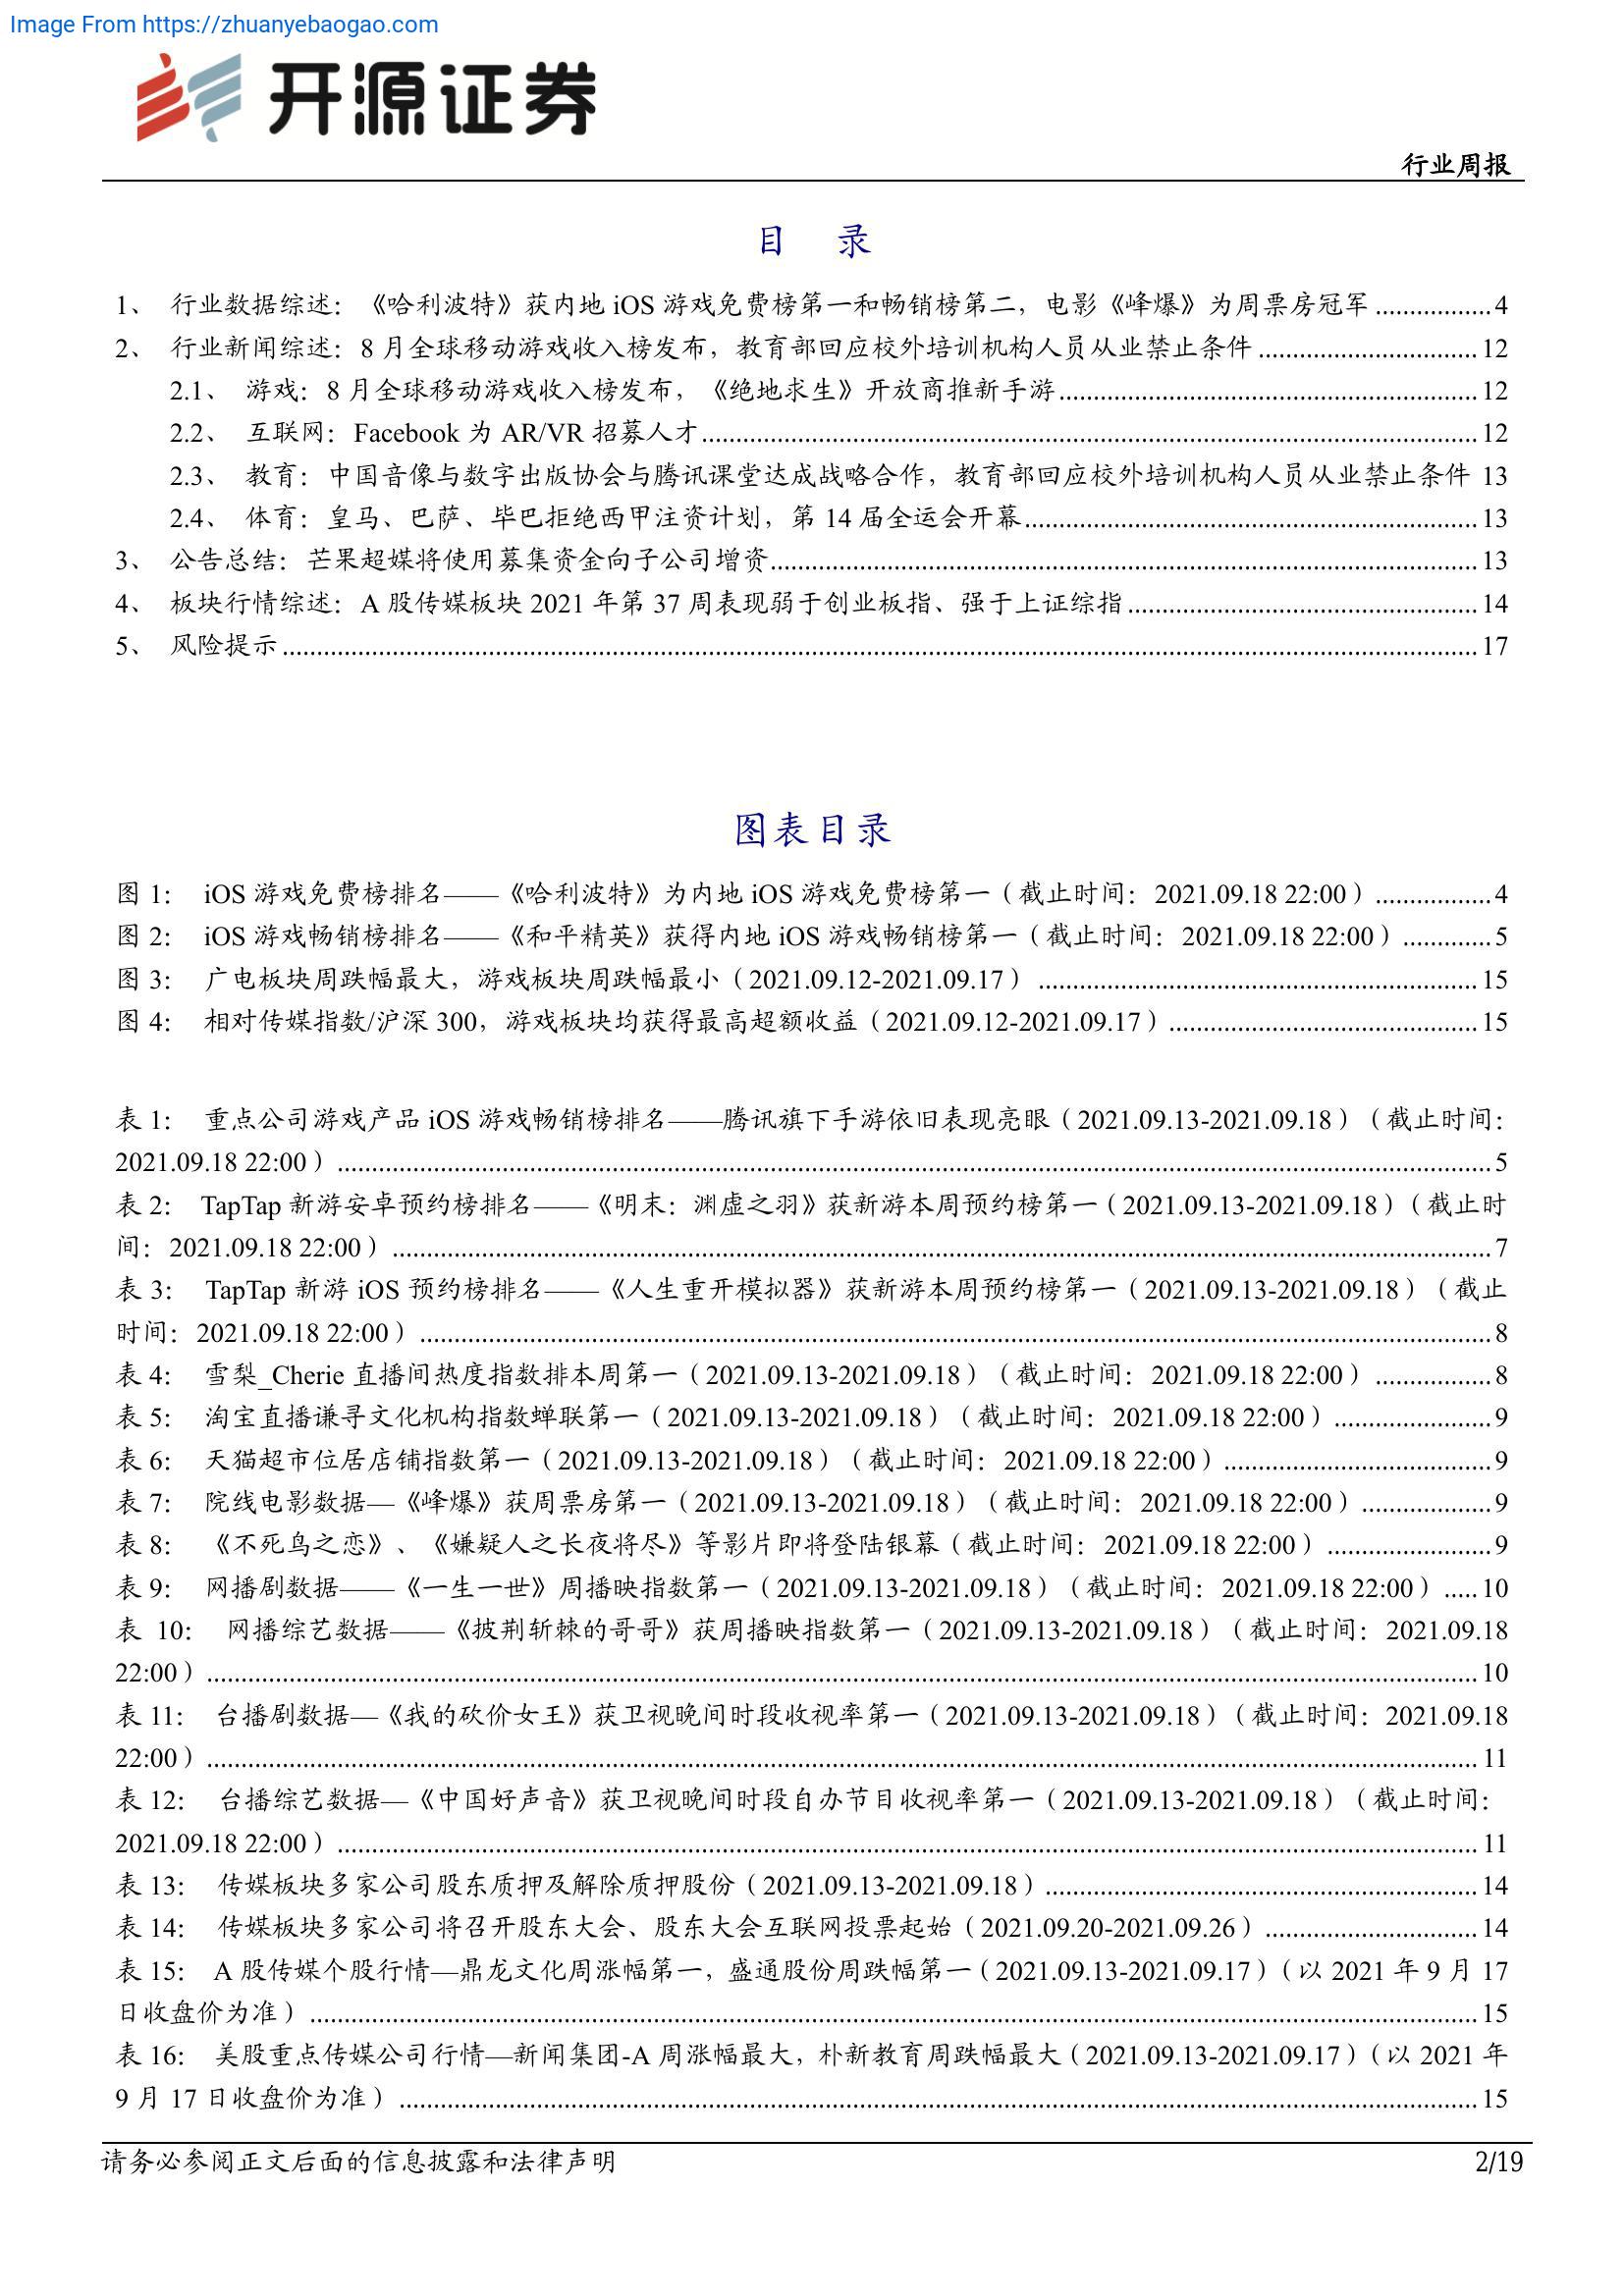 Image From https://zhuanyebaogao.com
开源证券
行业周报
目 录
1、 行业数据综述：《哈利波特》获内地 iOS 游戏免费榜第一和畅销榜第二，电影《峰爆》为周票房冠军 ................. 4
2、 行业新闻综述：8 月全球移动游戏收入榜发布，教育部回应校外培训机构人员从业禁止条件 ................................ 12
2.1、 游戏：8 月全球移动游戏收入榜发布，《绝地求生》开放商推新手游 ............................................................. 12
2.2、 互联网：Facebook 为 AR/VR 招募人才 ................................................................................................................. 12
2.3、 教育：中国音像与数字出版协会与腾讯课堂达成战略合作，教育部回应校外培训机构人员从业禁止条件 13
2.4、 体育：皇马、巴萨、毕巴拒绝西甲注资计划，第 14 届全运会开幕 .................................................................. 13
3、 公告总结：芒果超媒将使用募集资金向子公司增资 ....................................................................................................... 13
4、 板块行情综述：A 股传媒板块 2021 年第 37 周表现弱于创业板指、强于上证综指 ................................................... 14
5、 风险提示 .............................................................................................................................................................................. 17
图表目录
图 1： iOS 游戏免费榜排名——《哈利波特》为内地 iOS 游戏免费榜第一（截止时间：2021.09.18 22:00） ................. 4
图 2： iOS 游戏畅销榜排名——《和平精英》获得内地 iOS 游戏畅销榜第一（截止时间：2021.09.18 22:00） ............. 5
图 3： 广电板块周跌幅最大，游戏板块周跌幅最小（2021.09.12-2021.09.17） ................................................................ 15
图 4： 相对传媒指数/沪深 300，游戏板块均获得最高超额收益（2021.09.12-2021.09.17） ............................................. 15
表 1： 重点公司游戏产品 iOS 游戏畅销榜排名——腾讯旗下手游依旧表现亮眼（2021.09.13-2021.09.18）（截止时间：
2021.09.18 22:00） ........................................................................................................................................................................ 5
表 2： TapTap 新游安卓预约榜排名——《明末：渊虚之羽》获新游本周预约榜第一（2021.09.13-2021.09.18）（截止时
间：2021.09.18 22:00） ................................................................................................................................................................ 7
表 3： TapTap 新游 iOS 预约榜排名——《人生重开模拟器》获新游本周预约榜第一（2021.09.13-2021.09.18）（截止
时间：2021.09.18 22:00） ............................................................................................................................................................ 8
表 4： 雪梨_Cherie 直播间热度指数排本周第一（2021.09.13-2021.09.18）（截止时间：2021.09.18 22:00） ................. 8
表 5： 淘宝直播谦寻文化机构指数蝉联第一（2021.09.13-2021.09.18）（截止时间：2021.09.18 22:00） ....................... 9
表 6： 天猫超市位居店铺指数第一（2021.09.13-2021.09.18）（截止时间：2021.09.18 22:00） ....................................... 9
表 7： 院线电影数据—《峰爆》获周票房第一（2021.09.13-2021.09.18）（截止时间：2021.09.18 22:00） ................... 9
表 8： 《不死鸟之恋》、《嫌疑人之长夜将尽》等影片即将登陆银幕（截止时间：2021.09.18 22:00） ........................ 9
表 9： 网播剧数据——《一生一世》周播映指数第一（2021.09.13-2021.09.18）（截止时间：2021.09.18 22:00） ..... 10
表 10： 网播综艺数据——《披荆斩棘的哥哥》获周播映指数第一（2021.09.13-2021.09.18）（截止时间：2021.09.18
22:00） ......................................................................................................................................................................................... 10
表 11： 台播剧数据—《我的砍价女王》获卫视晚间时段收视率第一（2021.09.13-2021.09.18）（截止时间：2021.09.18
22:00） ......................................................................................................................................................................................... 11
表 12： 台播综艺数据—《中国好声音》获卫视晚间时段自办节目收视率第一（2021.09.13-2021.09.18）（截止时间：
2021.09.18 22:00） ...................................................................................................................................................................... 11
表 13： 传媒板块多家公司股东质押及解除质押股份（2021.09.13-2021.09.18） ............................................................... 14
表 14： 传媒板块多家公司将召开股东大会、股东大会互联网投票起始（2021.09.20-2021.09.26） ............................... 14
表 15： A 股传媒个股行情—鼎龙文化周涨幅第一，盛通股份周跌幅第一（2021.09.13-2021.09.17）（以 2021 年 9 月 17
日收盘价为准） .......................................................................................................................................................................... 15
表 16： 美股重点传媒公司行情—新闻集团-A 周涨幅最大，朴新教育周跌幅最大（2021.09.13-2021.09.17）（以 2021 年
9 月 17 日收盘价为准） ............................................................................................................................................................. 15
请务必参阅正文后面的信息披露和法律声明
2/19